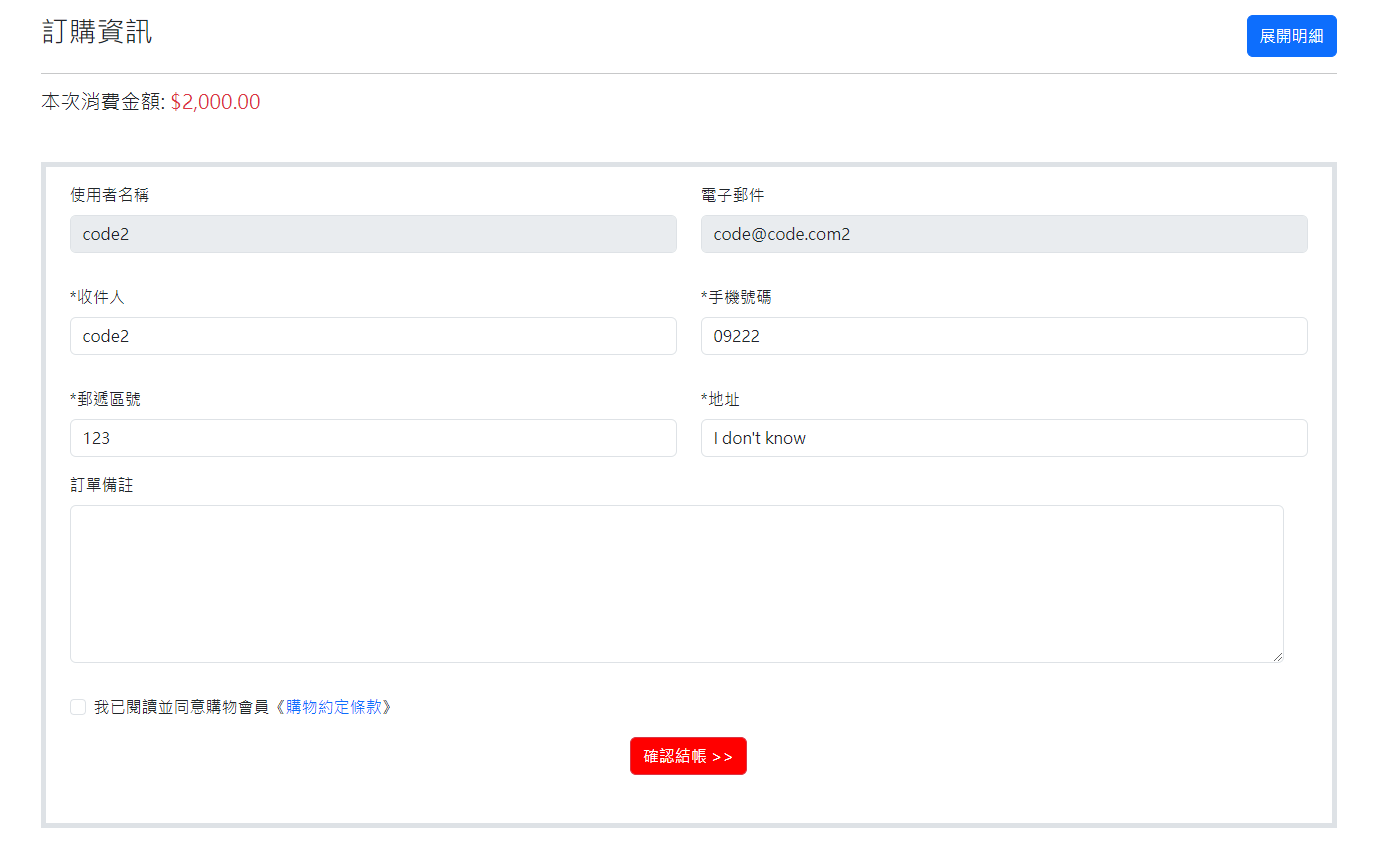 訂購資訊
展開明細
本次消費金額: $2,000.00
使用者名稱
電子郵件
code2
code@code.com2
*收件人
*手機號碼
code2
09222
*郵遞區號
*地址
123
I don't know
訂單備註
我已閱讀並同意購物會員《購物約定條款》
確認結帳 >>